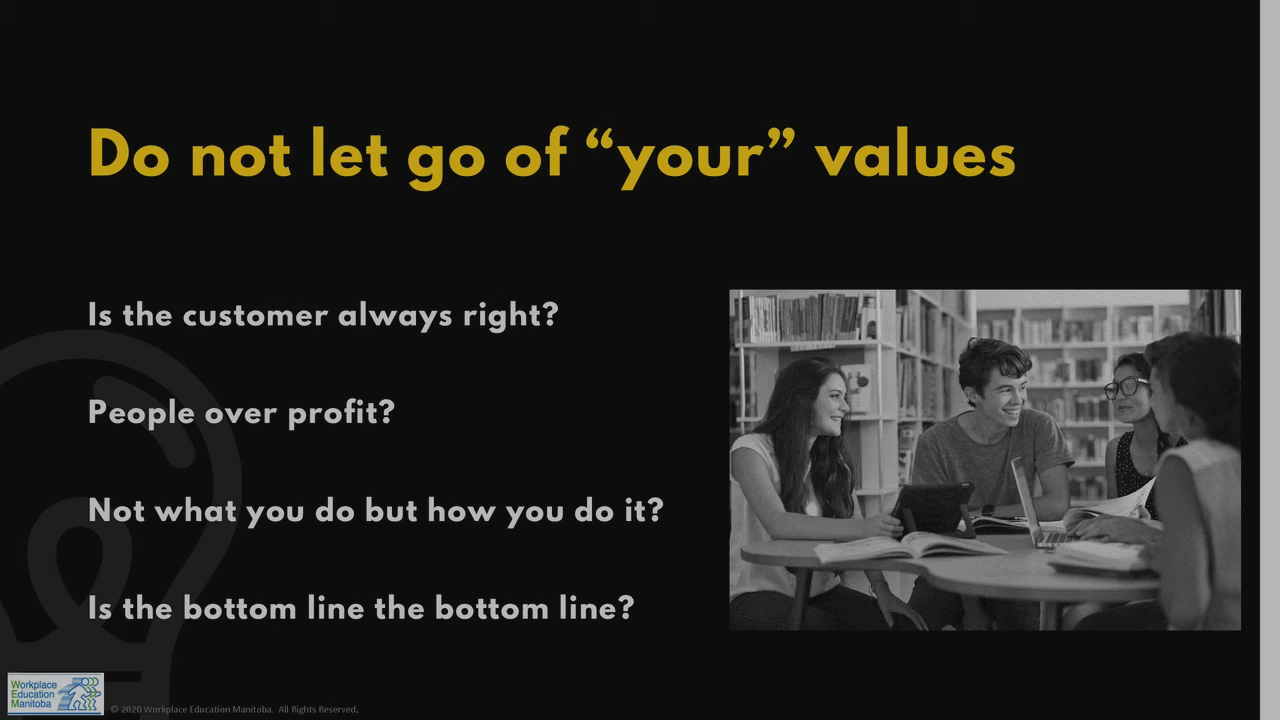 Do not let go of “your” values
Is the customer always right?
People over profit?
Not what you do but how you do it?
Is the bottom line the bottom line?
Workplace
Education
Manitoba
© 2020 Workplace Education Manitoba. All Rights Reserved.